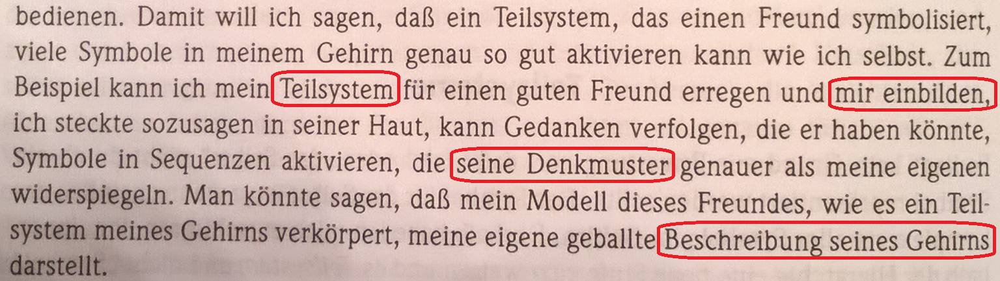 bedienen. Damit will ich sagen, daß ein Teilsystem, das einen Freund symbolisiert,
viele Symbole in meinem Gehirn genau so gut aktivieren kann wie ich selbst. Zum
Beispiel kann ich mein Teilsystem für einen guten Freund erregen und mir einbilden,
ich steckte sozusagen in seiner Haut, kann Gedanken verfolgen, die er haben könnte,
Symbole in Sequenzen aktivieren, die seine Denkmuster genauer als meine eigenen
widerspiegeln. Man könnte sagen, daß mein Modell dieses Freundes, wie es ein Teil-
system meines Gehirns verkörpert, meine eigene geballte Beschreibung seines Gehirns
darstellt.